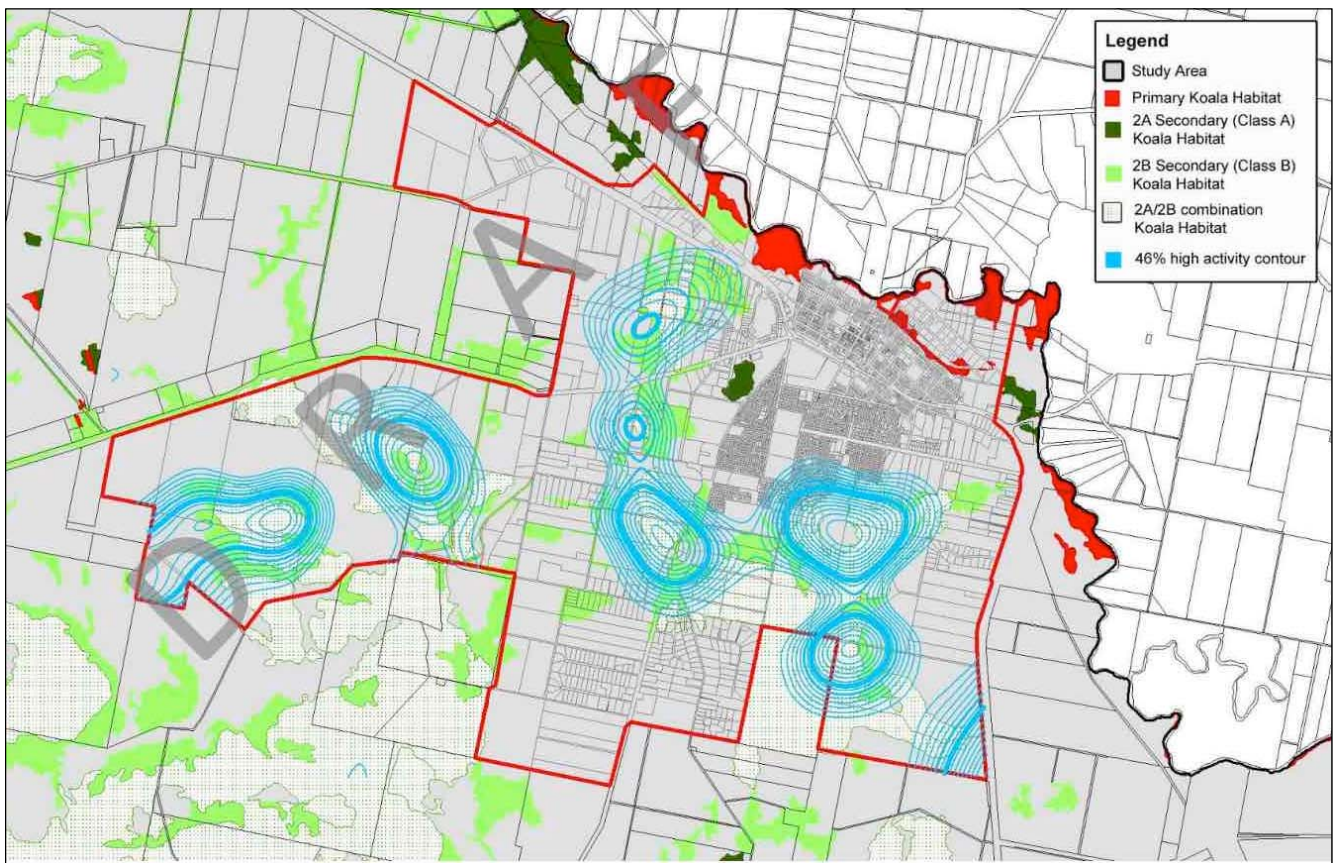 Legend
Study Area
Primary Koala Habitat
2A Secondary (Class A)
Koala Habitat
2B Secondary (Class B)
Koala Habitat
2A/2B combination
Koala Habitat
46% high activity contour
DRAFT